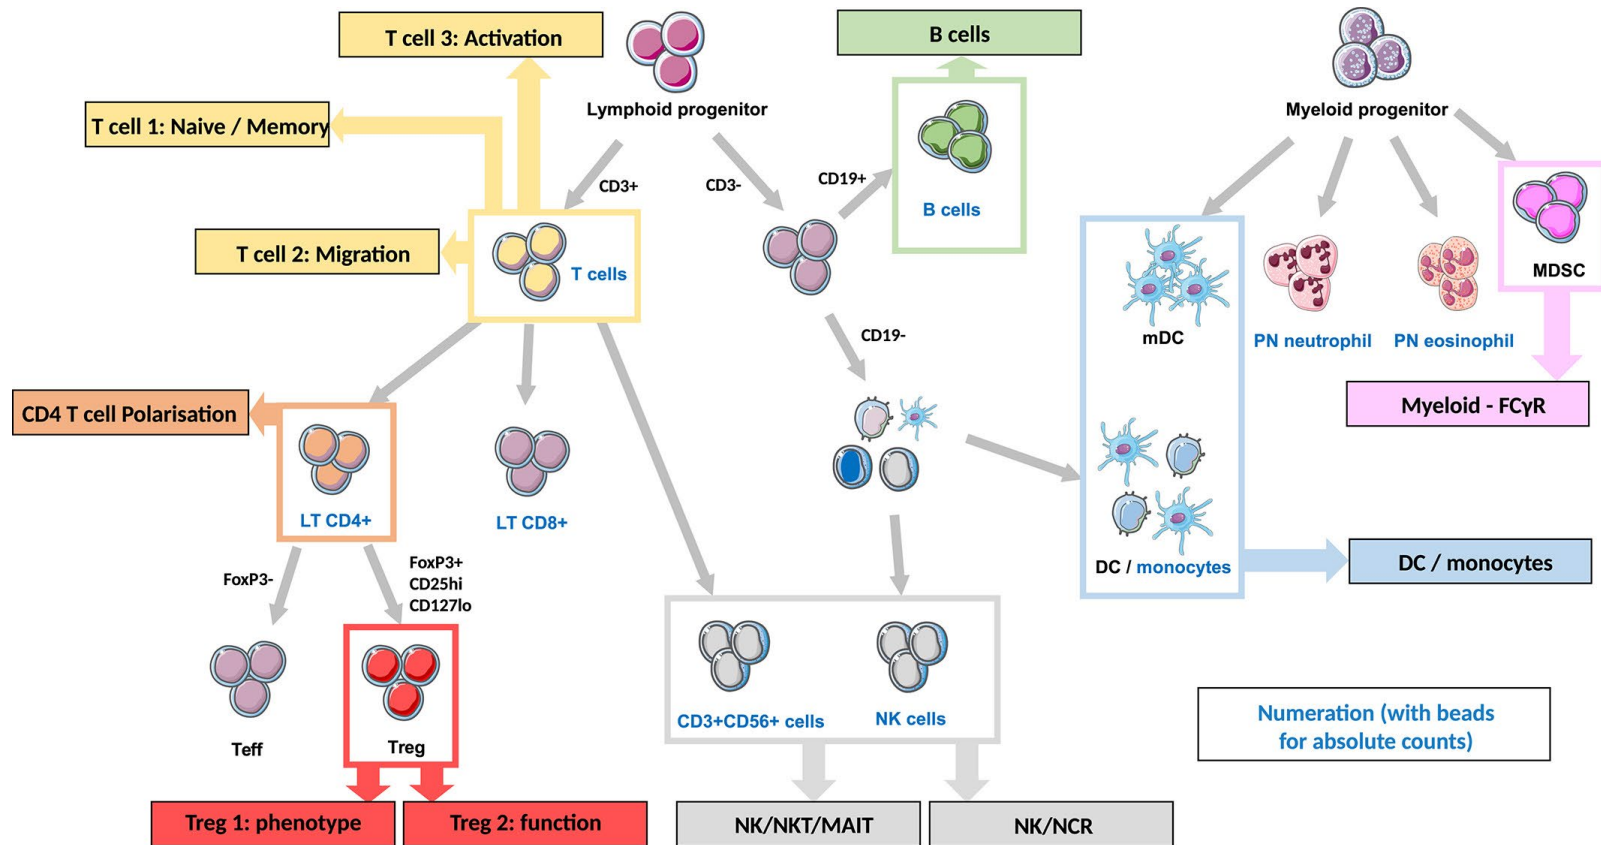 T cell 3: Activation
B cells
Lymphoid progenitor
Myeloid progenitor
T cell 1: Naive / Memory
CD3+
CD3-
CD19+
B cells
T cell 2: Migration
T cells
MDSC
mDC
PN neutrophil
PN eosinophil
CD19-
CD4 T cell Polarisation
Myeloid - FCγR
LT CD4+
LT CD8+
FoxP3-
FoxP3+
CD25hi
CD127lo
DC / monocytes
DC / monocytes
Teff
Treg
CD3+CD56+ cells
NK cells
Numeration (with beads
for absolute counts)
Treg 1: phenotype
Treg 2: function
NK/NKT/MAIT
NK/NCR